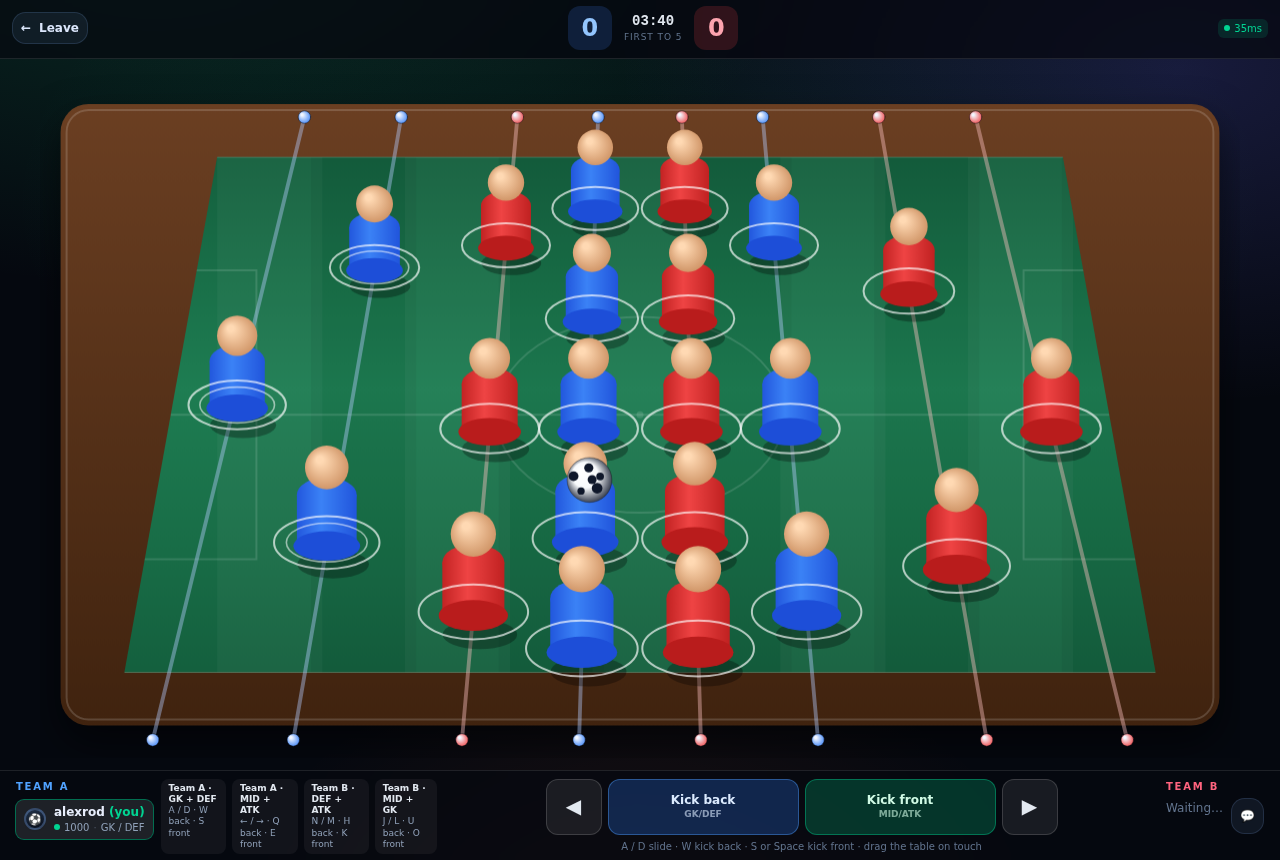 ← Leave
0
03:40
FIRST TO 5
0
35ms
TEAM A
alexrod (you)
1000 · GK / DEF
Team A ·
GK + DEF
A / D · W
back · S
front
Team A ·
MID +
ATK
← / → · Q
back · E
front
Team B ·
DEF +
ATK
N / M · H
back · K
front
Team B ·
MID +
GK
J / L · U
back · O
front
◀
Kick back
GK/DEF
Kick front
MID/ATK
▶
A / D slide · W kick back · S or Space kick front · drag the table on touch
TEAM B
Waiting...